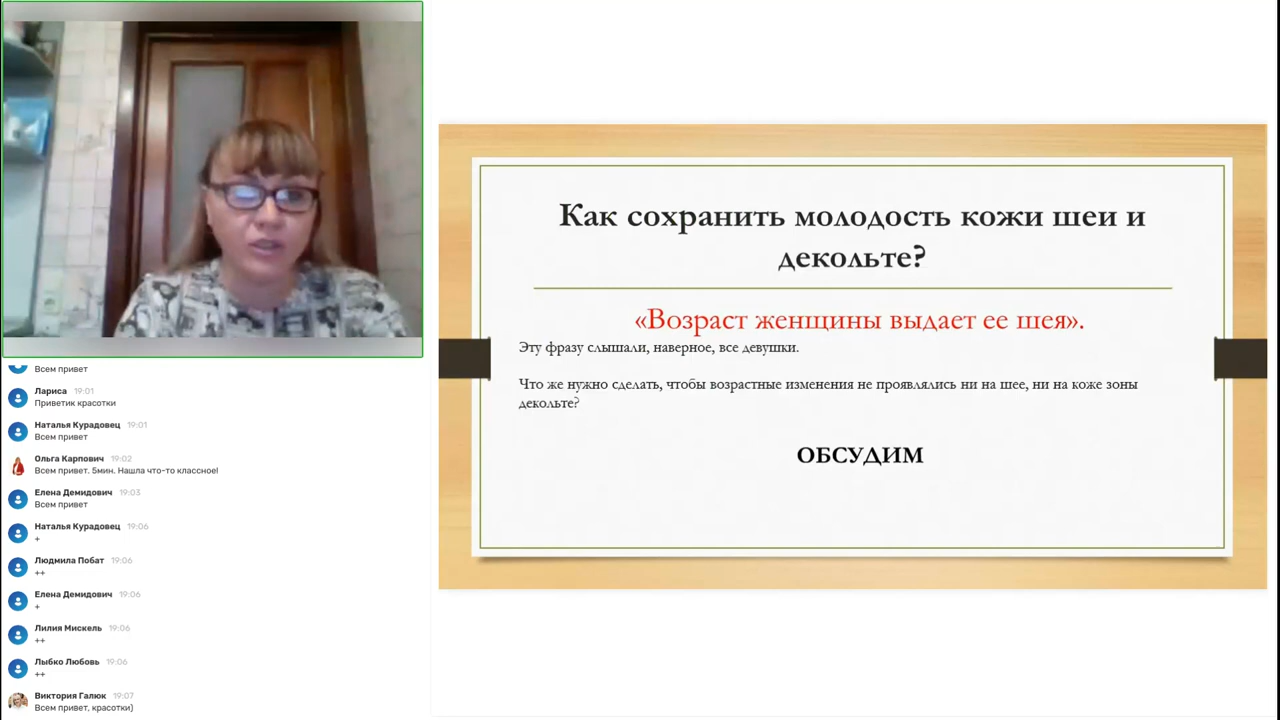 Всем привет
Лариса 19:01
Приветик красотки
Наталья Курадовец 19:01
Всем привет
Ольга Карпович 19:02
Всем привет. 5мин. Нашла что-то классное!
Елена Демидович 19:03
Всем привет
Наталья Курадовец 19:06
+
Людмила Побат 19:06
++
Елена Демидович 19:06
+
Лилия Мискель 19:06
++
Лыбко Любовь 19:06
++
Виктория Галюк 19:07
Всем привет, красотки)
Как сохранить молодость кожи шеи и
декольте?
«Возраст женщины выдает ее шея».
Эту фразу слышали, наверное, все девушки.
Что же нужно сделать, чтобы возрастные изменения не проявлялись ни на шее, ни на коже зоны
декольте?
ОБСУДИМ